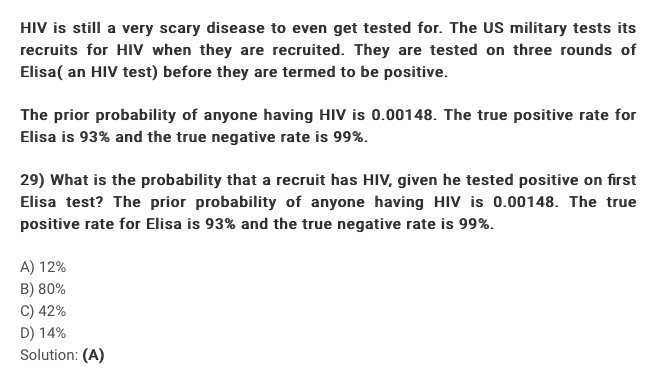 HIV is still a very scary disease to even get tested for. The US military tests its
recruits for HIV when they are recruited. They are tested on three rounds of
Elisa( an HIV test) before they are termed to be positive.
The prior probability of anyone having HIV is 0.00148. The true positive rate for
Elisa is 93% and the true negative rate is 99%.
29) What is the probability that a recruit has HIV, given he tested positive on first
Elisa test? The prior probability of anyone having HIV is 0.00148. The true
positive rate for Elisa is 93% and the true negative rate is 99%.
A) 12%
B) 80%
C) 42%
D) 14%
Solution: (A)